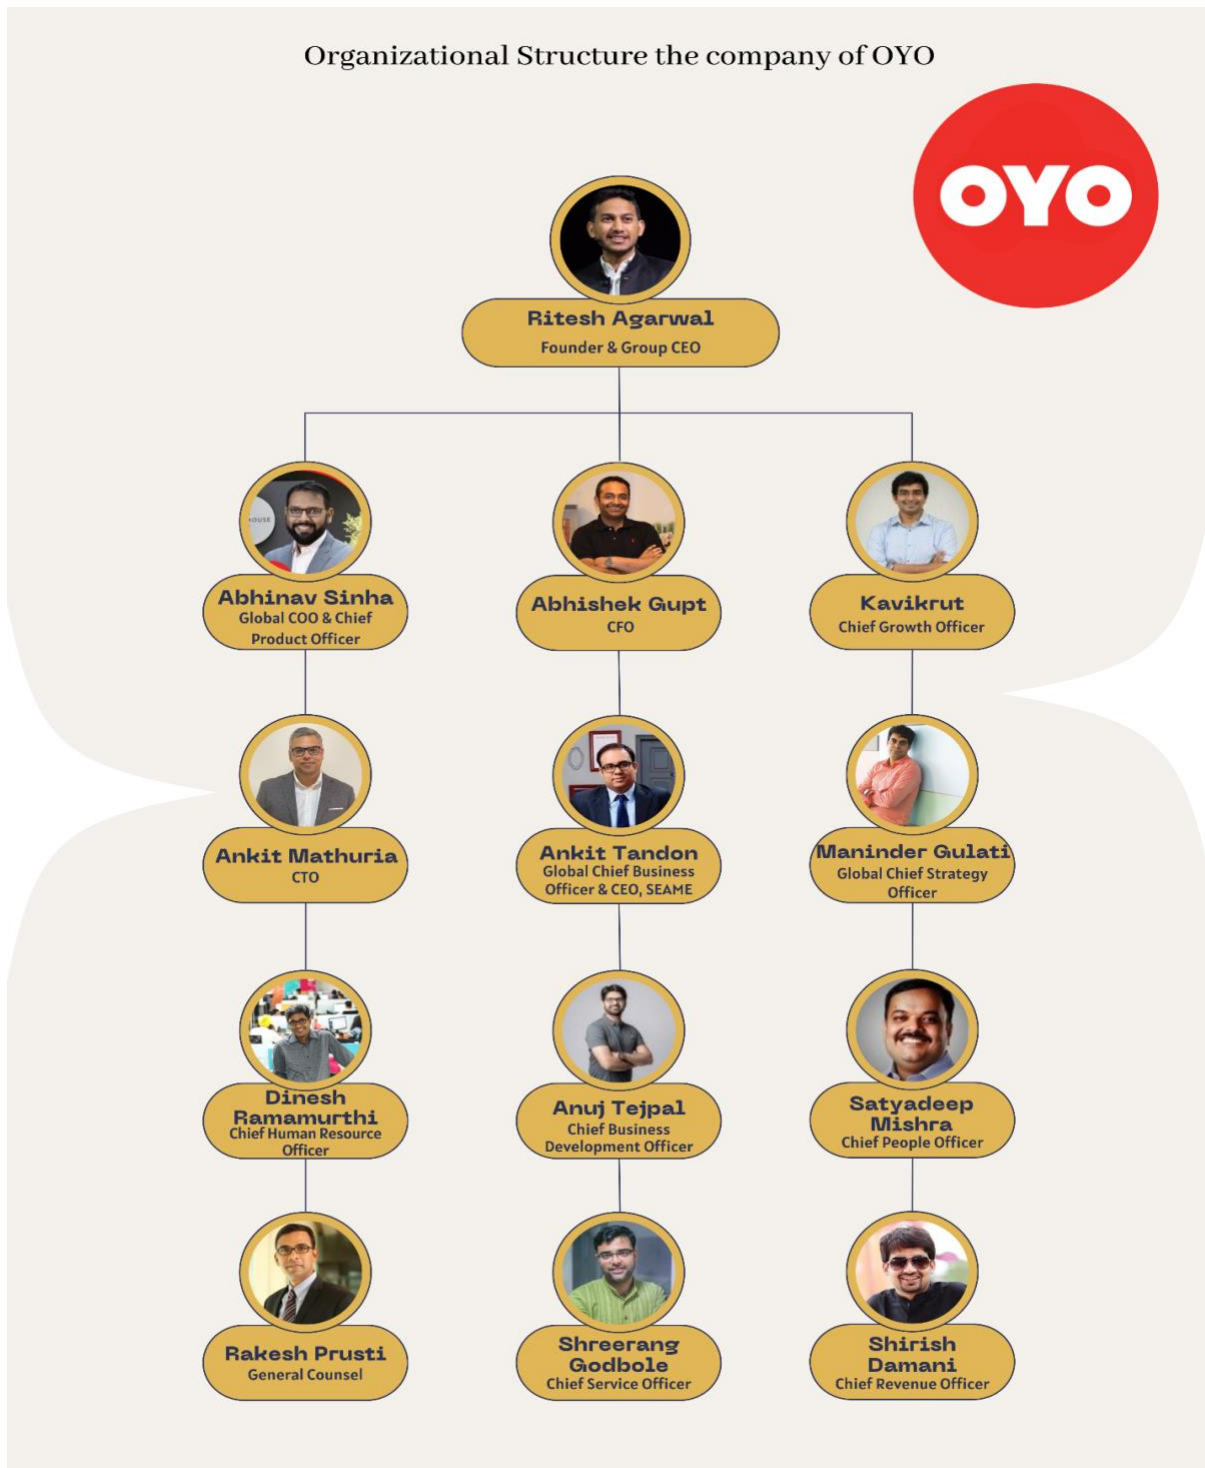 Organizational Structure the company of OYO
OYO
Ritesh Agarwal
Founder & Group CEO
Abhinav Sinha
Global COO & Chief
Product Officer
Abhishek Gupt
CFO
Kavikrut
Chief Growth Officer
Ankit Mathuria
CTO
Ankit Tandon
Global Chief Business
Officer & CEO, SEAME
Maninder Gulati
Global Chief Strategy
Officer
Dinesh
Ramamurthi
Chief Human Resource
Officer
Anuj Tejpal
Chief Business
Development Officer
Satyadeep
Mishra
Chief People Officer
Rakesh Prusti
General Counsel
Shreerang
Godbole
Chief Service Officer
Shirish
Damani
Chief Revenue Officer